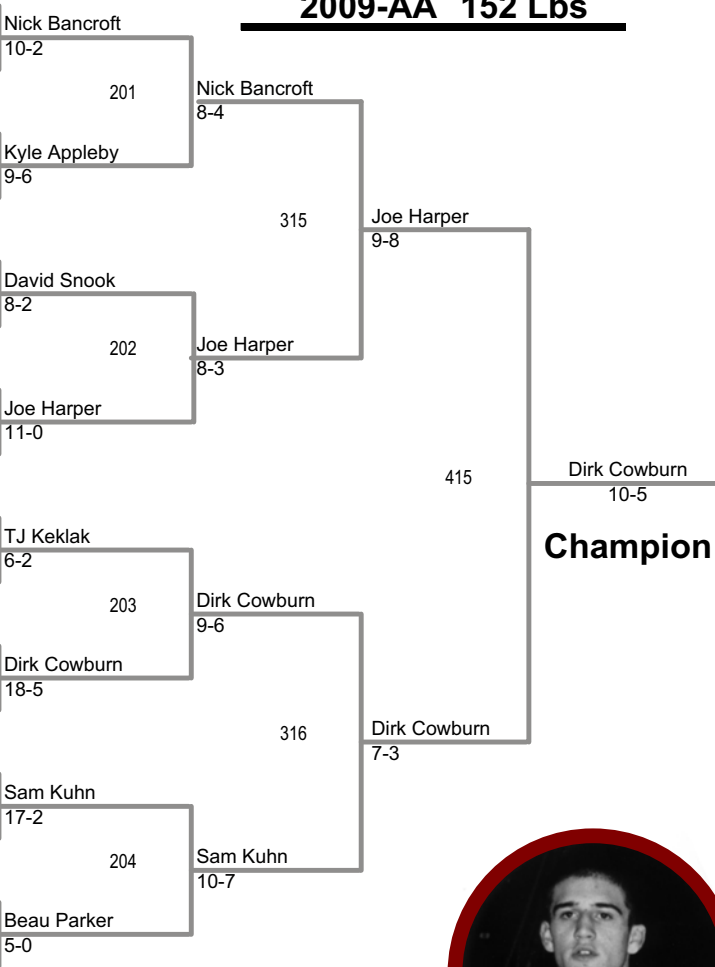 2009-AA 152 Lbs
Nick Bancroft
10-2
201
Nick Bancroft
8-4
Kyle Appleby
9-6
315
Joe Harper
9-8
David Snook
8-2
202
Joe Harper
8-3
Joe Harper
11-0
415
Dirk Cowburn
10-5
Champion
TJ Keklak
6-2
203
Dirk Cowburn
9-6
Dirk Cowburn
18-5
316
Dirk Cowburn
7-3
Sam Kuhn
17-2
204
Sam Kuhn
10-7
Beau Parker
5-0